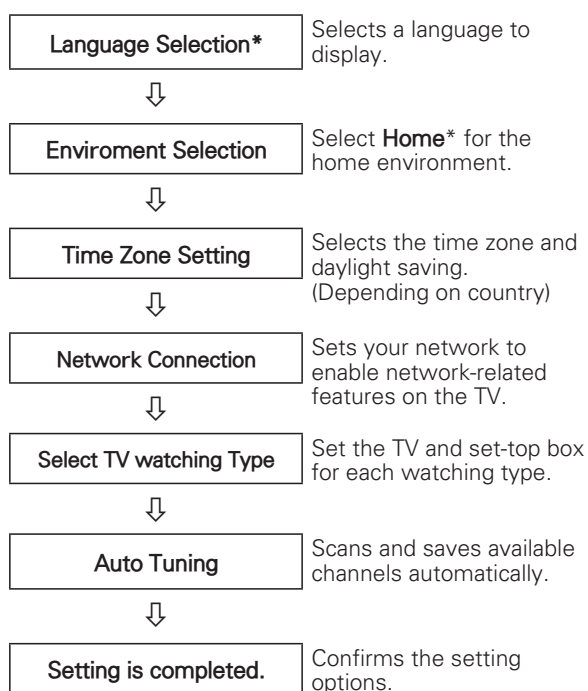 Language Selection*
Selects a language to
display.
Enviroment Selection
Select Home* for the
home environment.
Time Zone Setting
Selects the time zone and
daylight saving.
(Depending on country)
Network Connection
Sets your network to
enable network-related
features on the TV.
Select TV watching Type
Set the TV and set-top box
for each watching type.
Auto Tuning
Scans and saves available
channels automatically.
Setting is completed.
Confirms the setting
options.